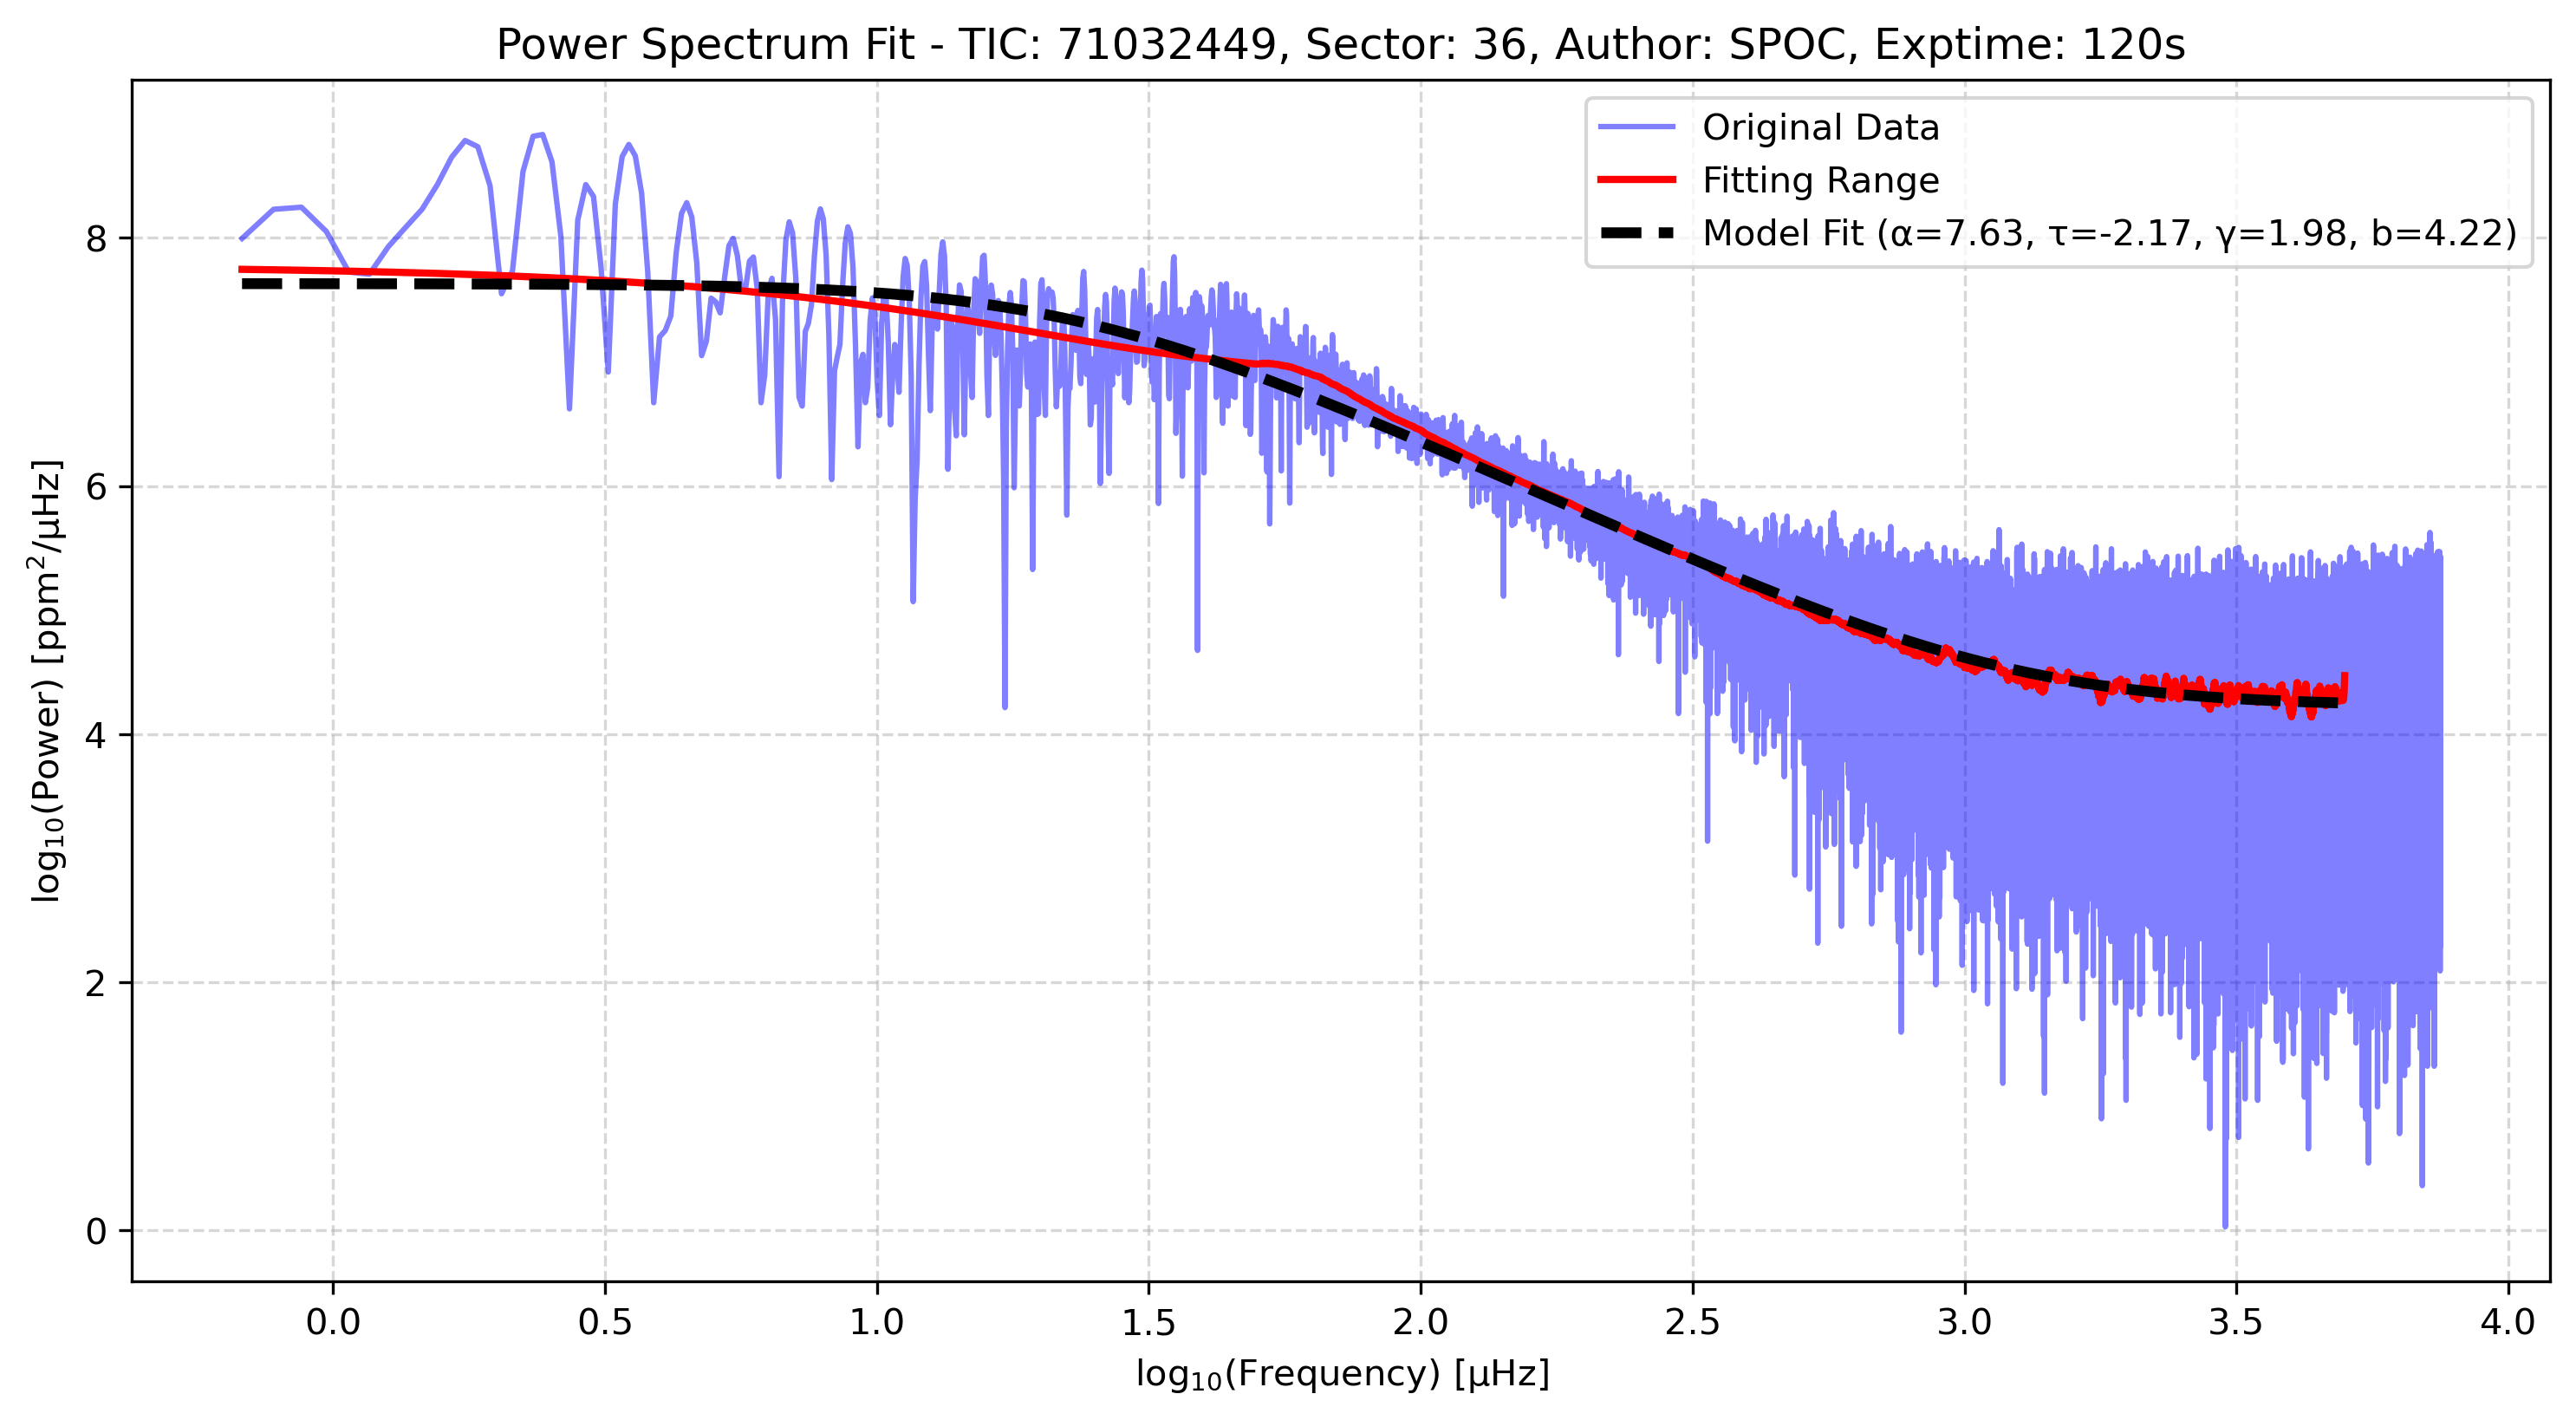 Power Spectrum Fit - TIC: 71032449, Sector: 36, Author: SPOC, Exptime: 120s
Original Data
Fitting Range
Model Fit (α=7.63, τ=-2.17, γ=1.98, b=4.22)
log₁₀(Power) [ppm²/μHz]
8
6
4
2
0
0.0 0.5 1.0 1.5 2.0 2.5 3.0 3.5 4.0
log₁₀(Frequency) [μHz]